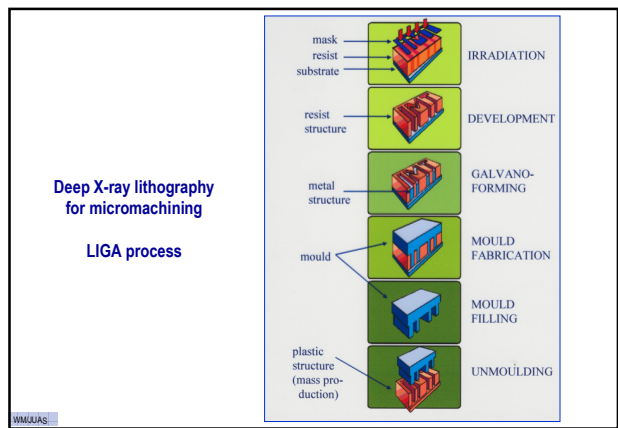 Deep X-ray lithography
for micromachining
LIGA process
mask
resist
substrate
IRRADIATION
resist
structure
DEVELOPMENT
metal
structure
GALVANO-
FORMING
mould
MOULD
FABRICATION
MOULD
FILLING
plastic
structure
(mass pro-
duction)
UNMOULDING
WM/JUAS